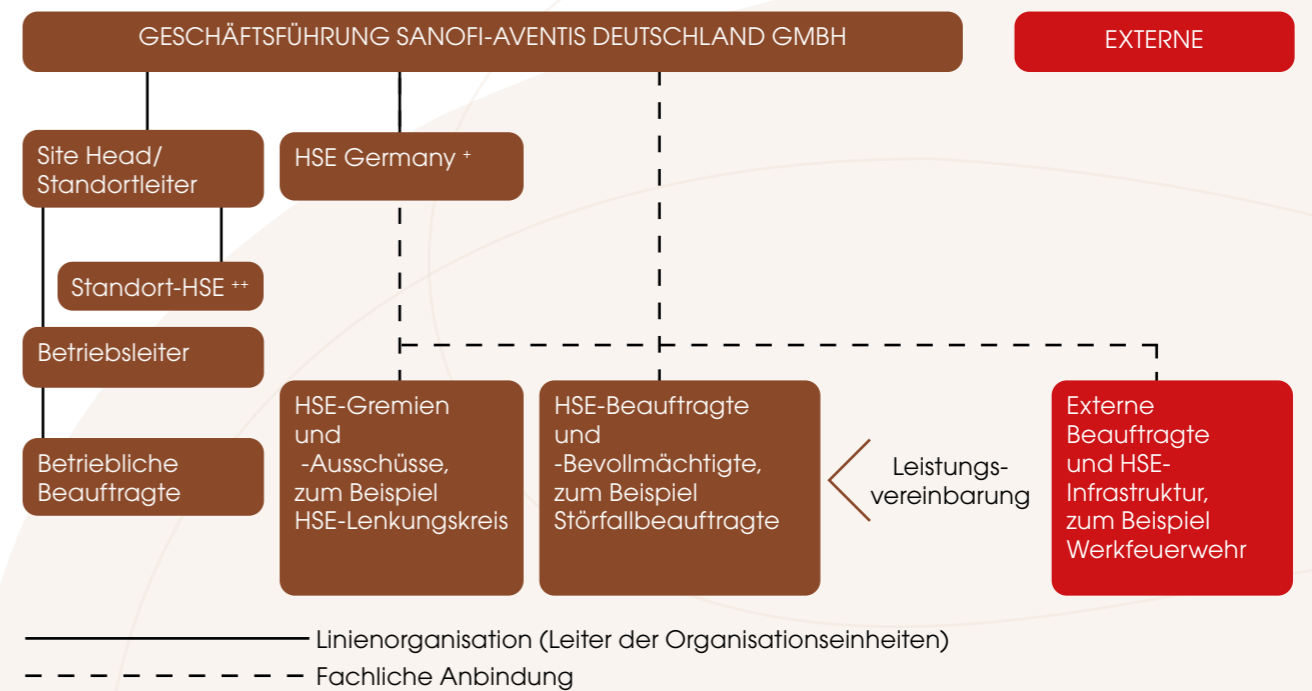 GESCHÄFTSFÜHRUNG SANOFI-AVENTIS DEUTSCHLAND GMBH
EXTERNE
Site Head/
Standortleiter
HSE Germany +
Standort-HSE ++
Betriebsleiter
Betriebliche
Beauftragte
HSE-Gremien
und
-Ausschüsse,
zum Beispiel
HSE-Lenkungskreis
HSE-Beauftragte
und
-Bevollmächtigte,
zum Beispiel
Störfallbeauftragte
Leistungs-
vereinbarung
Externe
Beauftragte
und HSE-
Infrastruktur,
zum Beispiel
Werkfeuerwehr
Linienorganisation (Leiter der Organisationseinheiten)
Fachliche Anbindung